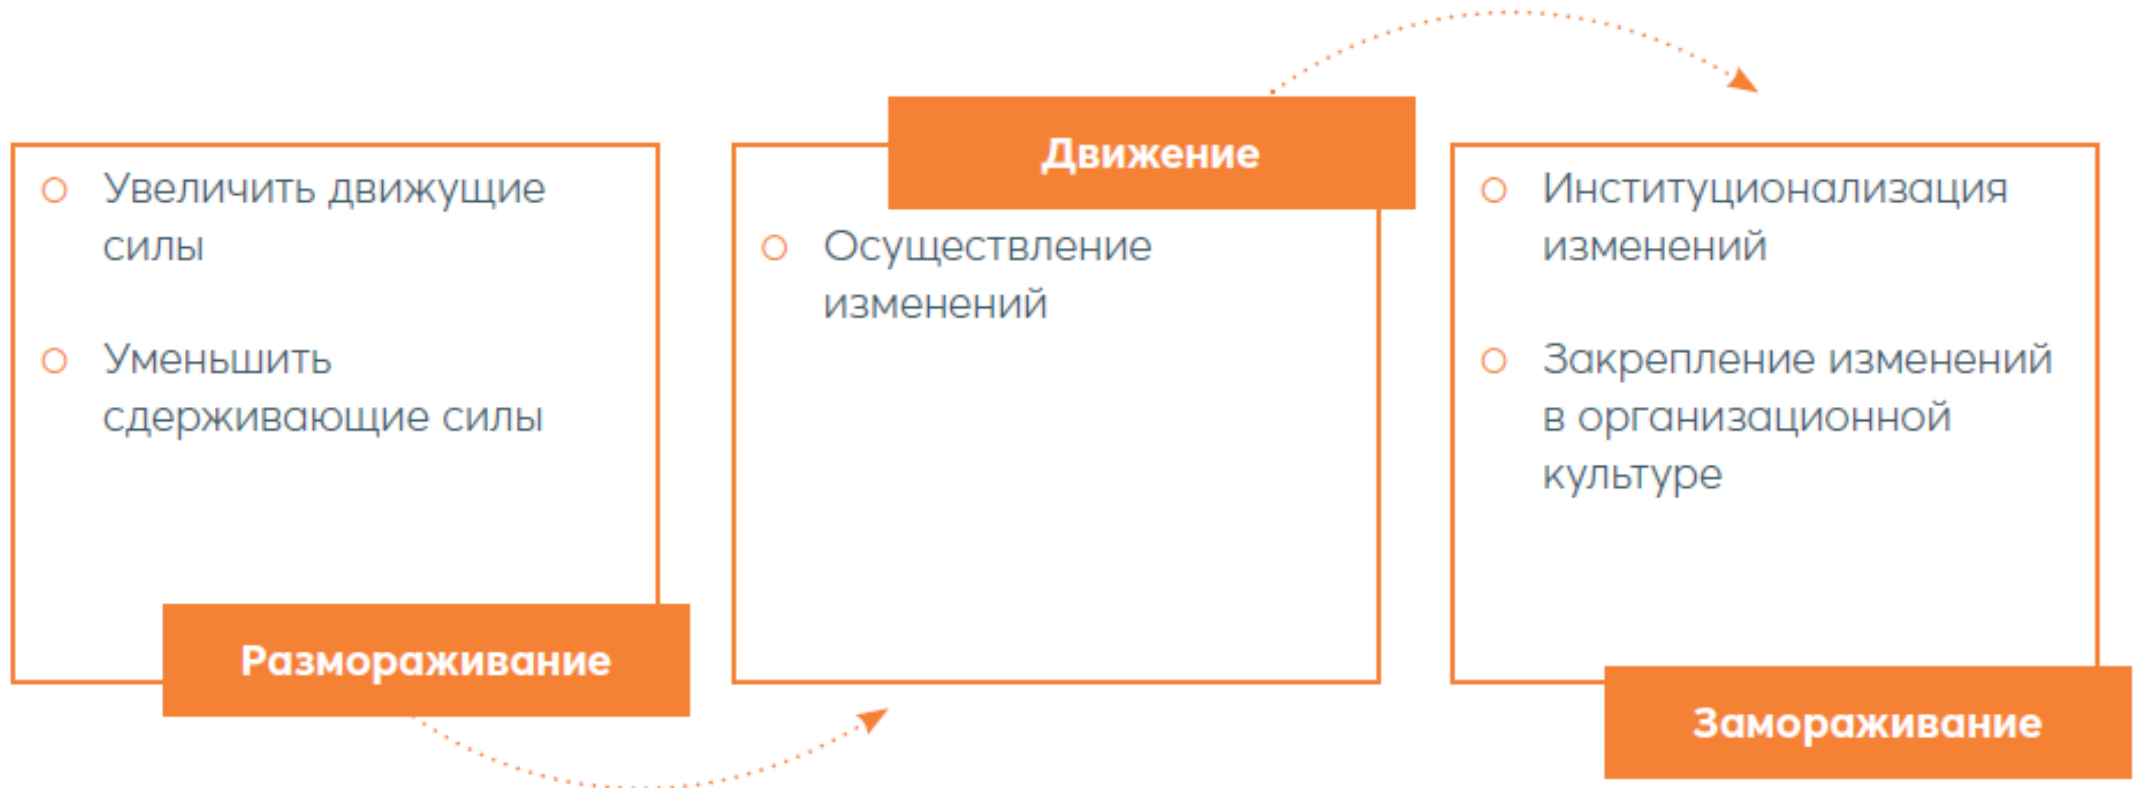 Увеличить движущие
силы
Уменьшить
сдерживающие силы
Размораживание
Движение
Осуществление
изменений
Институционализация
изменений
Закрепление изменений
в организационной
культуре
Замораживание